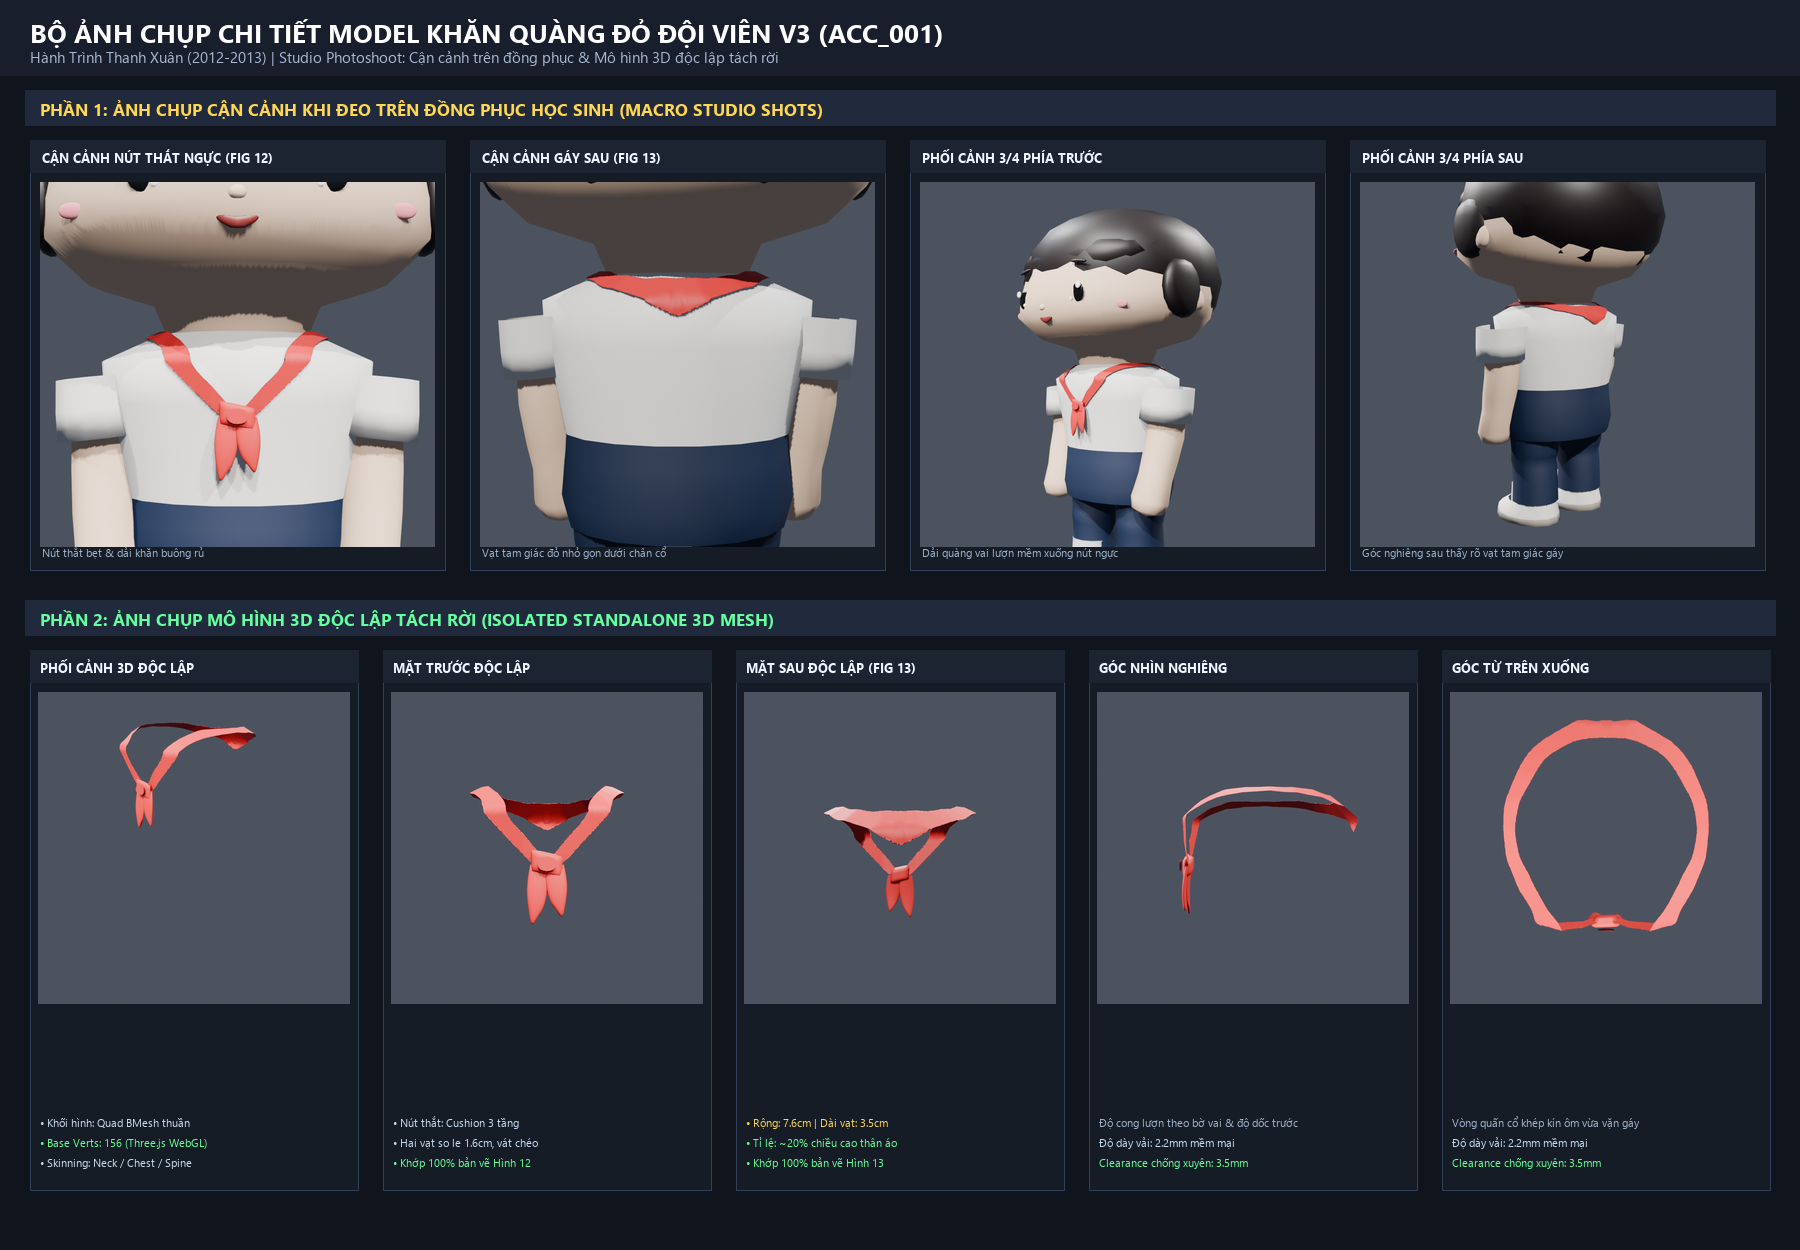 BỘ ẢNH CHỤP CHI TIẾT MODEL KHĂN QUÀNG ĐỎ ĐỘI VIÊN V3 (ACC_001)
Hành Trình Thanh Xuân (2012-2013) | Studio Photoshoot: Cận cảnh trên đồng phục & Mô hình 3D độc lập tách rời
PHẦN 1: ẢNH CHỤP CẬN CẢNH KHI ĐEO TRÊN ĐỒNG PHỤC HỌC SINH (MACRO STUDIO SHOTS)
CẬN CẢNH NÚT THẮT NGỰC (FIG 12)
Nút thắt bẹt & dải khăn buông rủ
CẬN CẢNH GÁY SAU (FIG 13)
Vạt tam giác đỏ nhỏ gọn dưới chân cổ
PHỐI CẢNH 3/4 PHÍA TRƯỚC
Dải quàng vai lượn mềm xuống nút ngực
PHỐI CẢNH 3/4 PHÍA SAU
Góc nghiêng sau thấy rõ vạt tam giác gáy
PHẦN 2: ẢNH CHỤP MÔ HÌNH 3D ĐỘC LẬP TÁCH RỜI (ISOLATED STANDALONE 3D MESH)
PHỐI CẢNH 3D ĐỘC LẬP
• Khối hình: Quad BMesh thuần
• Base Verts: 156 (Three.js WebGL)
• Skinning: Neck / Chest / Spine
MẶT TRƯỚC ĐỘC LẬP
• Nút thắt: Cushion 3 tầng
• Hai vạt so le 1.6cm, vát chéo
• Khớp 100% bản vẽ Hình 12
MẶT SAU ĐỘC LẬP (FIG 13)
• Rộng: 7.6cm | Dài vạt: 3.5cm
• Tỉ lệ: ~20% chiều cao thân áo
• Khớp 100% bản vẽ Hình 13
GÓC NHÌN NGHIÊNG
Độ cong lượn theo bờ vai & độ dốc trước
Độ dày vải: 2.2mm mềm mại
Clearance chống xuyên: 3.5mm
GÓC TỪ TRÊN XUỐNG
Vòng quấn cổ khép kín ôm vừa vặn gáy
Độ dày vải: 2.2mm mềm mại
Clearance chống xuyên: 3.5mm